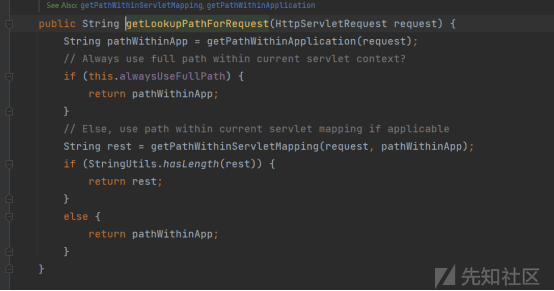 See Also: getPathWithinServletMapping, getPathWithinApplication
public String getLookupPathForRequest(HttpServletRequest request) {
    String pathWithinApp = getPathWithinApplication(request);
    // Always use full path within current servlet context?
    if (this.alwaysUseFullPath) {
        return pathWithinApp;
    }
    // Else, use path within current servlet mapping if applicable
    String rest = getPathWithinServletMapping(request, pathWithinApp);
    if (StringUtils.hasLength(rest)) {
        return rest;
    }
    else {
        return pathWithinApp;
    }
}
先知社区